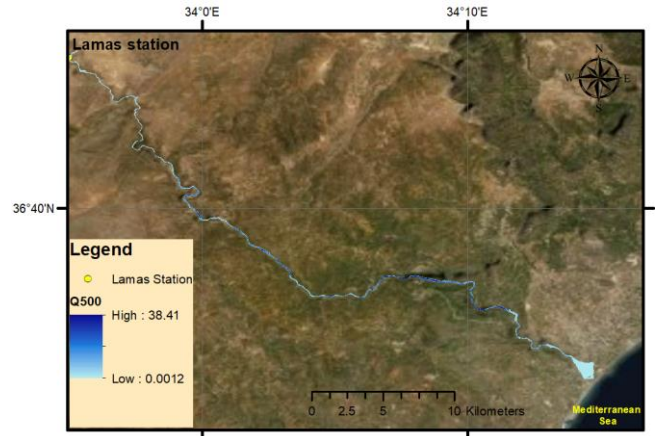 34°0'E 34°10'E
Lamas station
N
W E
S
36°40'N
Legend
Lamas Station
Q500
High : 38.41
Low : 0.0012
0 2.5 5 10 Kilometers
Mediterranean
Sea